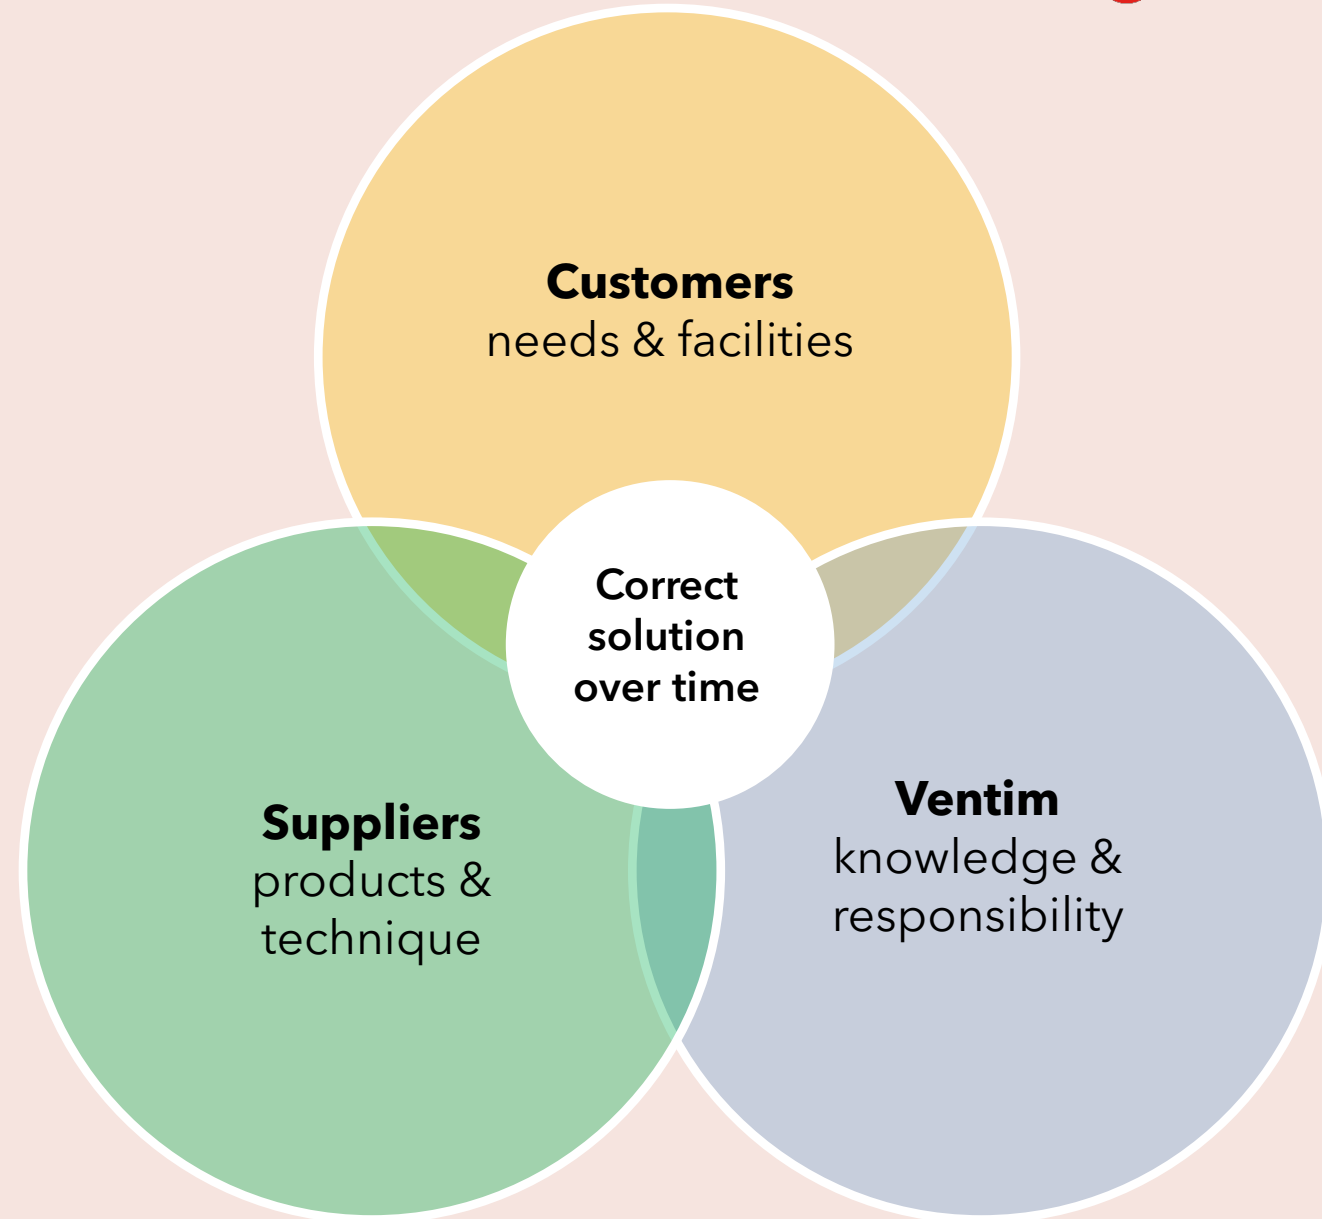 Customers
needs & facilities
Correct
solution
over time
Suppliers
products &
technique
Ventim
knowledge &
responsibility